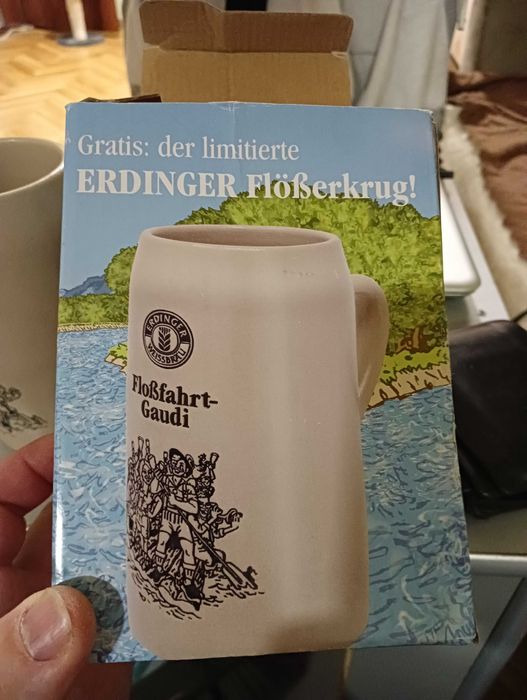 Gratis: der limitierte
ERDINGER Flößerkrug!
ERDINGER
WEISSBRÄU
Floßfahrt-
Gaudi